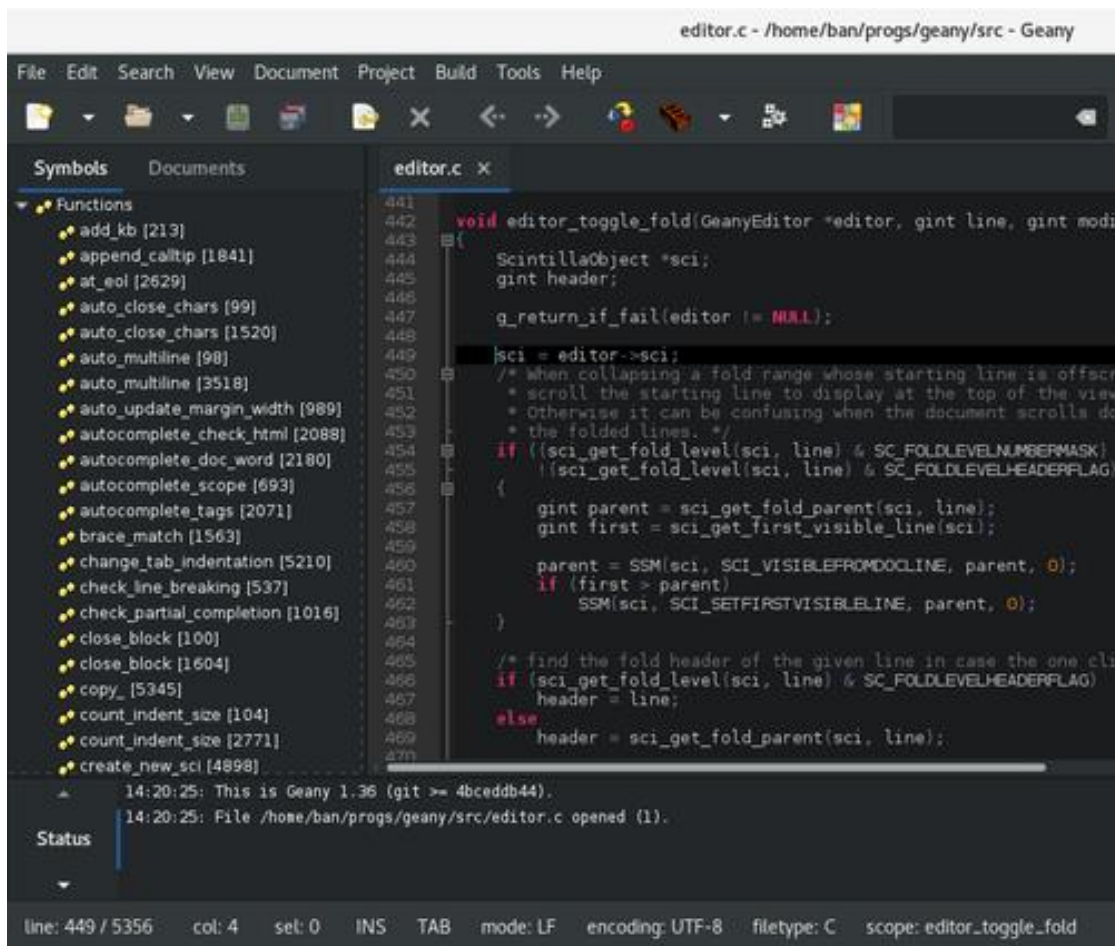 editor.c - /home/ban/progs/geany/src - Geany
File Edit Search View Document Project Build Tools Help
Symbols Documents
Functions
add_kb [213]
append_calltip [1841]
at_eol [2629]
auto_close_chars [99]
auto_close_chars [1520]
auto_multiline [98]
auto_multiline [3518]
auto_update_margin_width [989]
autocomplete_check_html [2088]
autocomplete_doc_word [2180]
autocomplete_scope [693]
autocomplete_tags [2071]
brace_match [1563]
change_tab_indentation [5210]
check_line_breaking [537]
check_partial_completion [1016]
close_block [100]
close_block [1604]
copy_ [5345]
count_indent_size [104]
count_indent_size [2771]
create_new_sci [4898]
editor.c
441
442 void editor_toggle_fold(GeanyEditor *editor, gint line, gint modi
443 {
444 ScintillaObject *sci;
445 gint header;
446
447 g_return_if_fail(editor != NULL);
448
449 sci = editor->sci;
450 /* When collapsing a fold range whose starting line is offscr
451 * scroll the starting line to display at the top of the view
452 * Otherwise it can be confusing when the document scrolls do
453 * the folded lines. */
454 if ((sci_get_fold_level(sci, line) & SC_FOLDLEVELNUMBERMASK)
455 !(sci_get_fold_level(sci, line) & SC_FOLDLEVELHEADERFLAG)
456 {
457 gint parent = sci_get_fold_parent(sci, line);
458 gint first = sci_get_first_visible_line(sci);
459
460 parent = SSM(sci, SCI_VISIBLEFROMDOCLINE, parent, 0);
461 if (first > parent)
462 SSM(sci, SCI_SETFIRSTVISIBLELINE, parent, 0);
463 }
464
465 /* find the fold header of the given line in case the one cli
466 if (sci_get_fold_level(sci, line) & SC_FOLDLEVELHEADERFLAG)
467 header = line;
468 else
469 header = sci_get_fold_parent(sci, line);
470
Status
14:20:25: This is Geany 1.36 (git >= 4bceddb44).
14:20:25: File /home/ban/progs/geany/src/editor.c opened (1).
line: 449 / 5356 col: 4 sel: 0 INS TAB mode: LF encoding: UTF-8 filetype: C scope: editor_toggle_fold